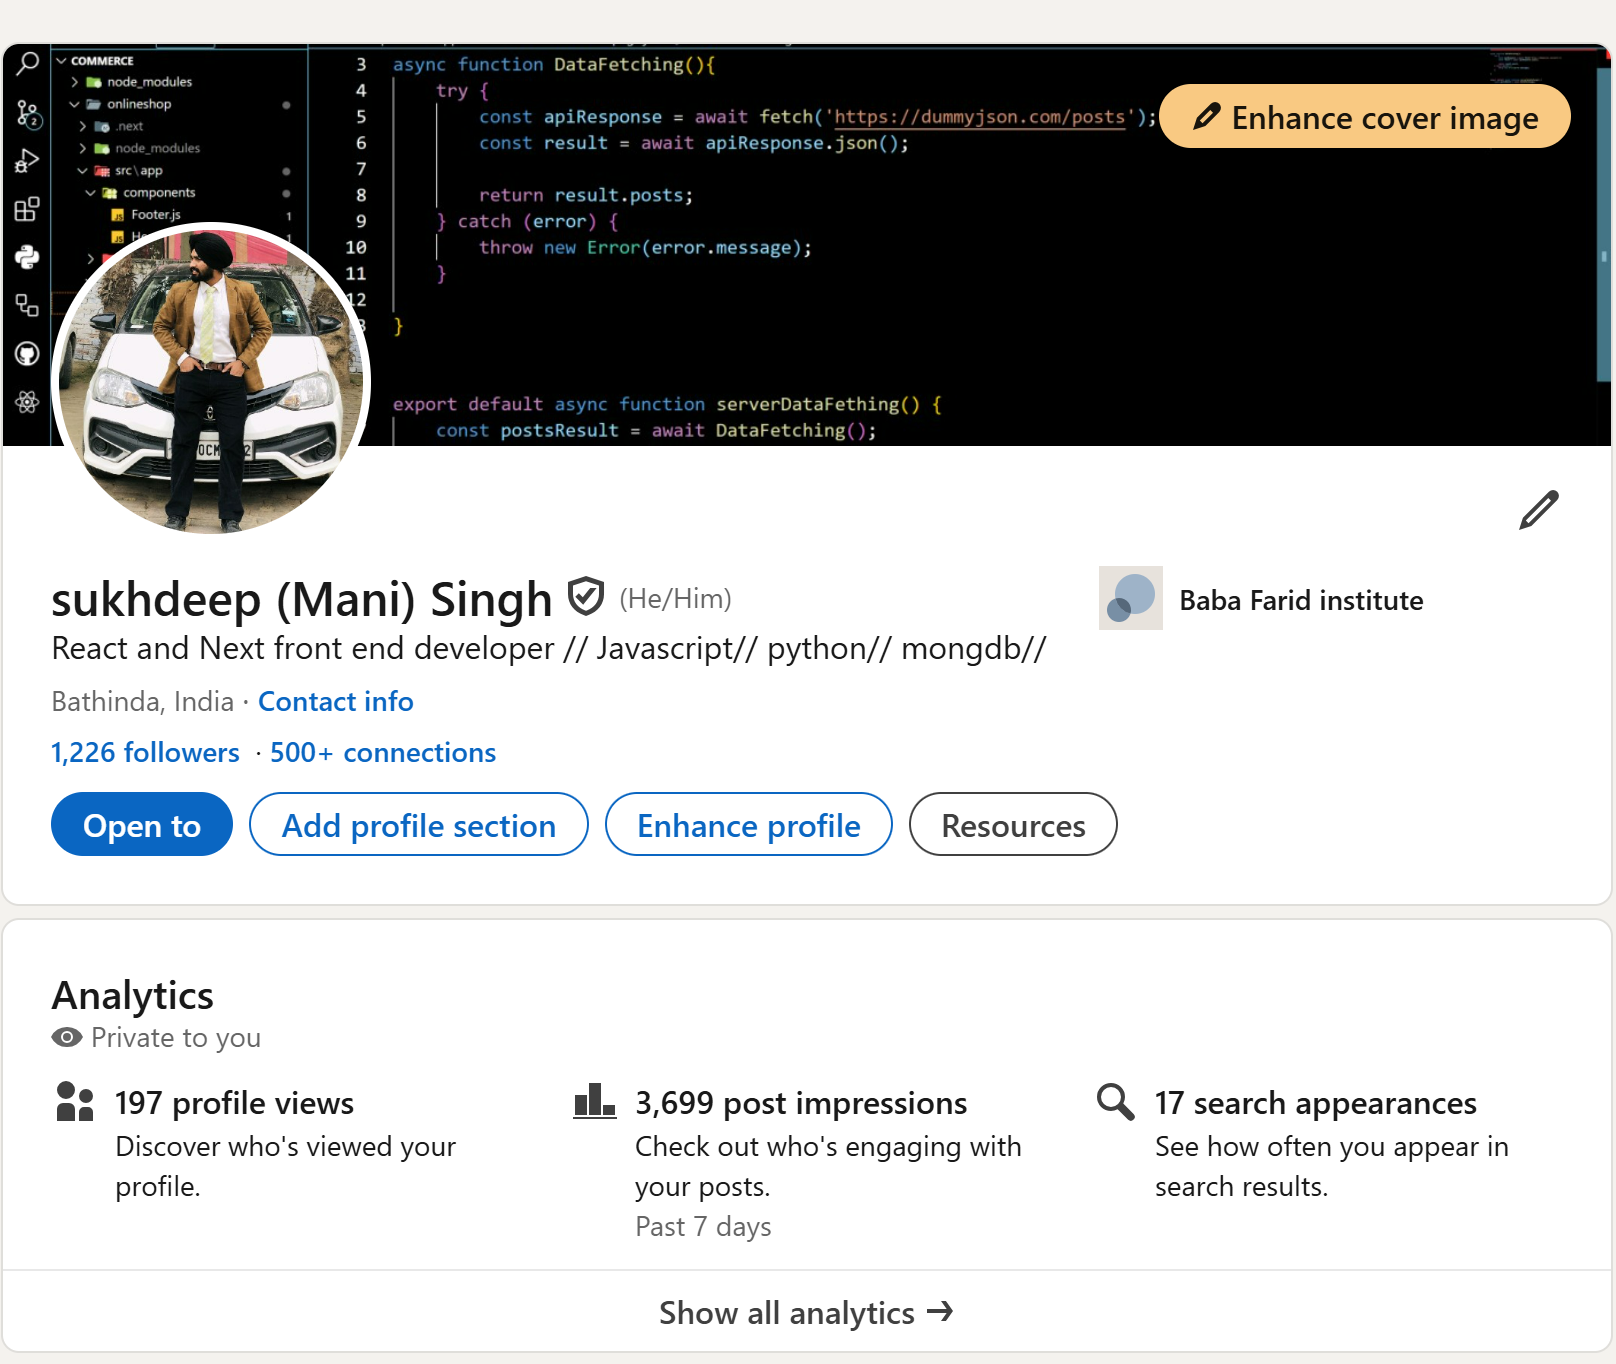 COMMERCE
node_modules
onlineshop
.next
node_modules
src\app
components
Footer.js 1
1
2
3 async function DataFetching(){
4 try {
5 const apiResponse = await fetch('https://dummyjson.com/posts');
6 const result = await apiResponse.json();
7
8 return result.posts;
9 } catch (error) {
10 throw new Error(error.message);
11 }
12
}
export default async function serverDataFething() {
const postsResult = await DataFetching();
Enhance cover image
sukhdeep (Mani) Singh (He/Him)
Baba Farid institute
React and Next front end developer // Javascript// python// mongdb//
Bathinda, India · Contact info
1,226 followers · 500+ connections
Open to
Add profile section
Enhance profile
Resources
Analytics
Private to you
197 profile views
Discover who's viewed your
profile.
3,699 post impressions
Check out who's engaging with
your posts.
Past 7 days
17 search appearances
See how often you appear in
search results.
Show all analytics →